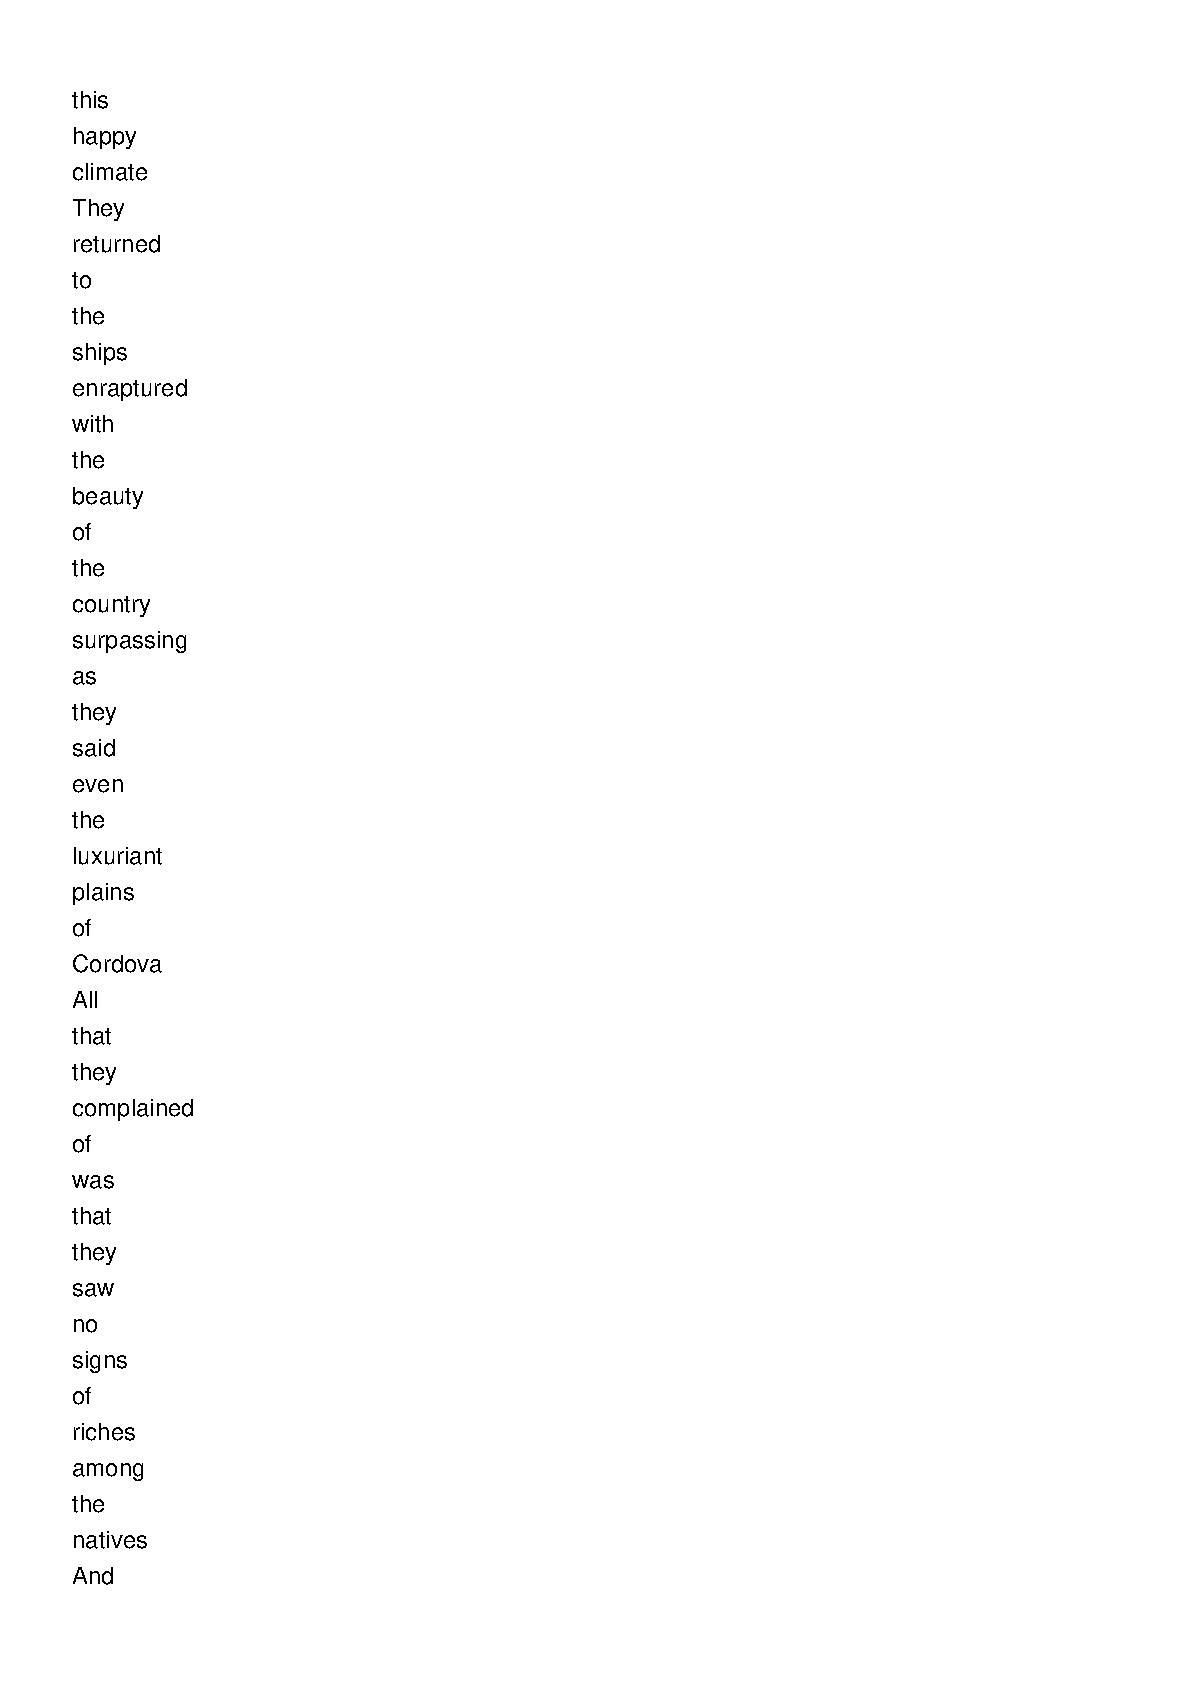 this
happy
climate
They
returned
to
the
ships
enraptured
with
the
beauty
of
the
country
surpassing
as
they
said
even
the
luxuriant
plains
of
Cordova
All
that
they
complained
of
was
that
they
saw
no
signs
of
riches
among
the
natives
And